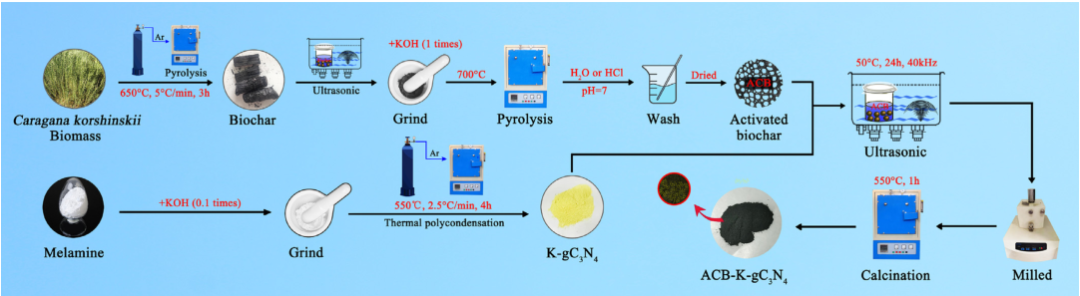 Ar
Pyrolysis
650°C, 5°C/min, 3h
Caragana korshinskii
Biomass
Biochar
Ultrasonic
+KOH (1 times)
Grind
700°C
Pyrolysis
H₂O or HCl
pH=7
Wash
Dried
ACB
Activated
biochar
50°C, 24h, 40kHz
ACB
Ultrasonic
Melamine
+KOH (0.1 times)
Grind
Ar
550℃, 2.5°C/min, 4h
Thermal polycondensation
K-gC₃N₄
ACB-K-gC₃N₄
550°C, 1h
Calcination
Milled